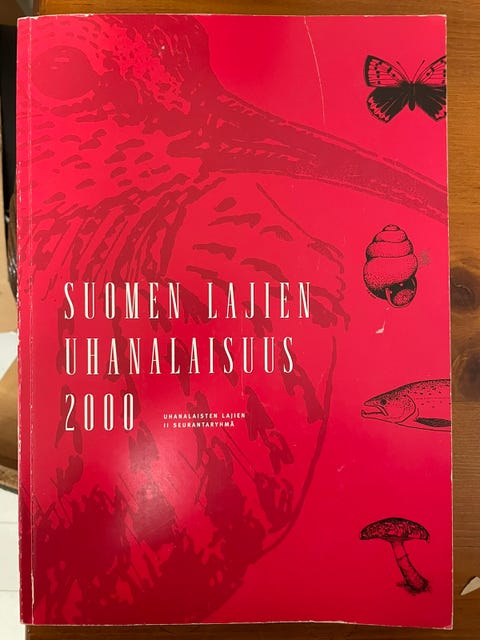 SUOMEN LAJIEN
UHANALAISUUS
2000
UHANALAISTEN LAJIEN
II SEURANTARYHMÄ